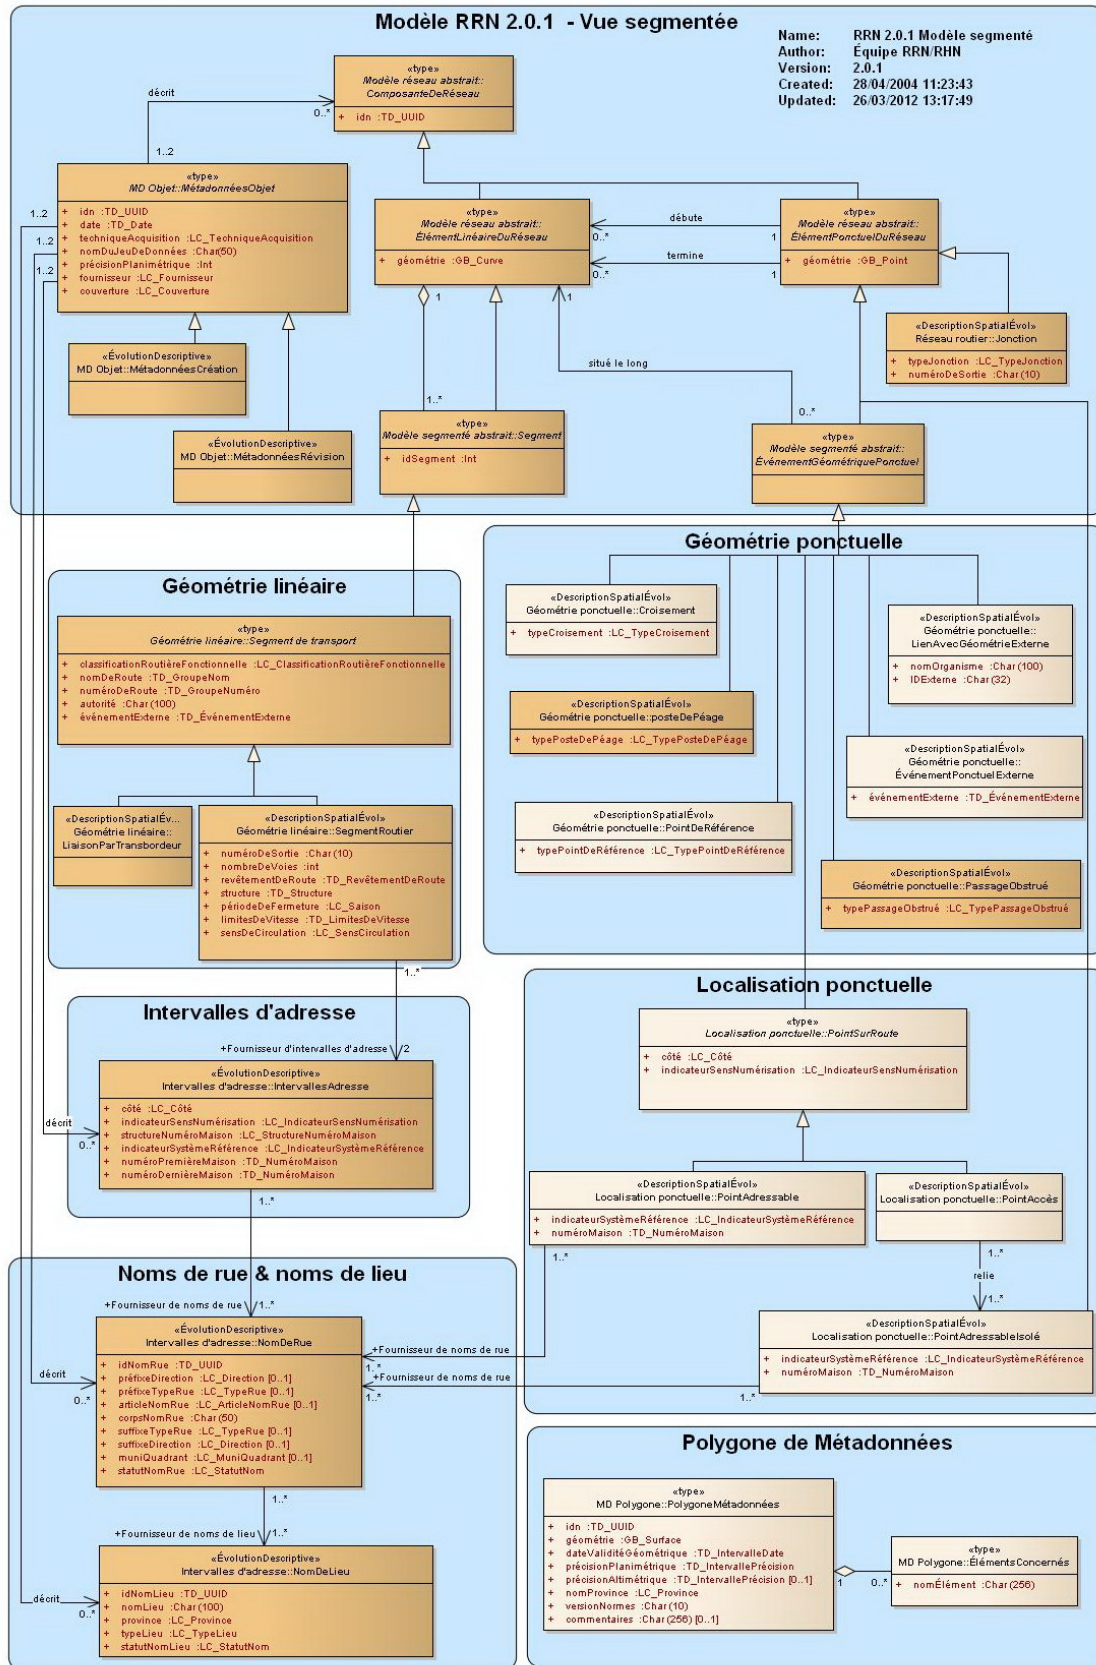 Modèle RRN 2.0.1 - Vue segmentée
Name: RRN 2.0.1 Modèle segmenté
Author: Équipe RRN/RHN
Version: 2.0.1
Created: 28/04/2004 11:23:43
Updated: 26/03/2012 13:17:49
«type»
Modèle réseau abstrait::
ComposanteDeRéseau
+ idn :TD_UUID
décrit
0..*
1..2
«type»
MD Objet::MétadonnéesObjet
+ idn :TD_UUID
+ date :TD_Date
+ techniqueAcquisition :LC_TechniqueAcquisition
+ nomDuJeuDeDonnées :Char(50)
+ précisionPlanimétrique :Int
+ fournisseur :LC_Fournisseur
+ couverture :LC_Couverture
1..2
1..2
1..2
«type»
Modèle réseau abstrait::
ÉlémentLinéaireDuRéseau
+ géométrie :GB_Curve
débute
0..*
1
termine
0..*
1
«type»
Modèle réseau abstrait::
ÉlémentPonctuelDuRéseau
+ géométrie :GB_Point
1
1
«DescriptionSpatialÉvol»
Réseau routier::Jonction
+ typeJonction :LC_TypeJonction
+ numéroDeSortie :Char(10)
«ÉvolutionDescriptive»
MD Objet::MétadonnéesCréation
situé le long
1..*
0..*
«ÉvolutionDescriptive»
MD Objet::MétadonnéesRévision
«type»
Modèle segmenté abstrait::Segment
+ idSegment :Int
«type»
Modèle segmenté abstrait::
ÉvénementGéométriquePonctuel
Géométrie linéaire
«type»
Géométrie linéaire::Segment de transport
+ classificationRoutièreFonctionnelle :LC_ClassificationRoutièreFonctionnelle
+ nomDeRoute :TD_GroupeNom
+ numéroDeRoute :TD_GroupeNuméro
+ autorité :Char(100)
+ événementExterne :TD_ÉvénementExterne
«DescriptionSpatialÉv...
Géométrie linéaire::
LiaisonParTransbordeur
«DescriptionSpatialÉvol»
Géométrie linéaire::SegmentRoutier
+ numéroDeSortie :Char(10)
+ nombreDeVoies :int
+ revêtementDeRoute :TD_RevêtementDeRoute
+ structure :TD_Structure
+ périodeDeFermeture :LC_Saison
+ limitesDeVitesse :TD_LimitesDeVitesse
+ sensDeCirculation :LC_SensCirculation
1..*
Géométrie ponctuelle
«DescriptionSpatialÉvol»
Géométrie ponctuelle::Croisement
+ typeCroisement :LC_TypeCroisement
«DescriptionSpatialÉvol»
Géométrie ponctuelle::
LienAvecGéométrieExterne
+ nomOrganisme :Char(100)
+ IDExterne :Char(32)
«DescriptionSpatialÉvol»
Géométrie ponctuelle::posteDePéage
+ typePosteDePéage :LC_TypePosteDePéage
«DescriptionSpatialÉvol»
Géométrie ponctuelle::
ÉvénementPonctuelExterne
+ événementExterne :TD_ÉvénementExterne
«DescriptionSpatialÉvol»
Géométrie ponctuelle::PointDeRéférence
+ typePointDeRéférence :LC_TypePointDeRéférence
«DescriptionSpatialÉvol»
Géométrie ponctuelle::PassageObstrué
+ typePassageObstrué :LC_TypePassageObstrué
Intervalles d'adresse
+Fournisseur d'intervalles d'adresse
2
«ÉvolutionDescriptive»
Intervalles d'adresse::IntervallesAdresse
+ côté :LC_Côté
+ indicateurSensNumérisation :LC_IndicateurSensNumérisation
+ structureNuméroMaison :LC_StructureNuméroMaison
+ indicateurSystèmeRéférence :LC_IndicateurSystèmeRéférence
+ numéroPremièreMaison :TD_NuméroMaison
+ numéroDernièreMaison :TD_NuméroMaison
décrit
0..*
1..*
Localisation ponctuelle
«type»
Localisation ponctuelle::PointSurRoute
+ côté :LC_Côté
+ indicateurSensNumérisation :LC_IndicateurSensNumérisation
«DescriptionSpatialÉvol»
Localisation ponctuelle::PointAdressable
+ indicateurSystèmeRéférence :LC_IndicateurSystèmeRéférence
+ numéroMaison :TD_NuméroMaison
1..*
«DescriptionSpatialÉvol»
Localisation ponctuelle::PointAccès
1..*
relie
1..*
«DescriptionSpatialÉvol»
Localisation ponctuelle::PointAdressableIsolé
+ indicateurSystèmeRéférence :LC_IndicateurSystèmeRéférence
+ numéroMaison :TD_NuméroMaison
1..*
Noms de rue & noms de lieu
+Fournisseur de noms de rue
1..*
«ÉvolutionDescriptive»
Intervalles d'adresse::NomDeRue
+ idNomRue :TD_UUID
+ préfixeDirection :LC_Direction [0..1]
+ préfixeTypeRue :LC_TypeRue [0..1]
+ articleNomRue :LC_ArticleNomRue [0..1]
+ corpsNomRue :Char(50)
+ suffixeTypeRue :LC_TypeRue [0..1]
+ suffixeDirection :LC_Direction [0..1]
+ muniQuadrant :LC_MuniQuadrant [0..1]
+ statutNomRue :LC_StatutNom
décrit
0..*
+Fournisseur de noms de rue
1..*
+Fournisseur de noms de rue
1..*
1..*
+Fournisseur de noms de lieu
1..*
«ÉvolutionDescriptive»
Intervalles d'adresse::NomDeLieu
+ idNomLieu :TD_UUID
+ nomLieu :Char(100)
+ province :LC_Province
+ typeLieu :LC_TypeLieu
+ statutNomLieu :LC_StatutNom
décrit
0..*
Polygone de Métadonnées
«type»
MD Polygone::PolygoneMétadonnées
+ idn :TD_UUID
+ géométrie :GB_Surface
+ dateValiditéGéométrique :TD_IntervalleDate
+ précisionPlanimétrique :TD_IntervallePrécision
+ précisionAltimétrique :TD_IntervallePrécision [0..1]
+ nomProvince :LC_Province
+ versionNormes :Char(10)
+ commentaires :Char(256) [0..1]
1
0..*
«type»
MD Polygone::ÉlémentsConcernés
+ nomÉlément :Char(256)